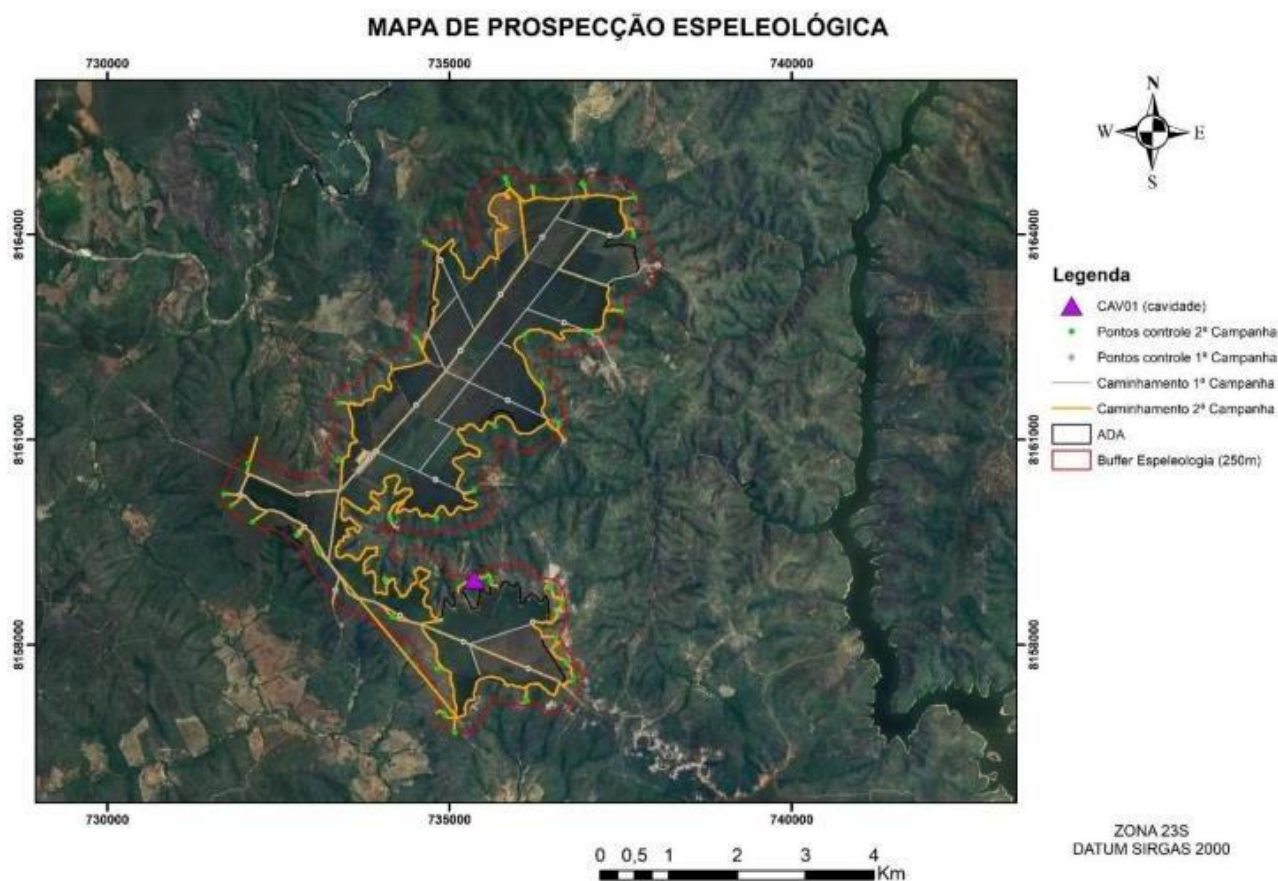 MAPA DE PROSPECÇÃO ESPELEOLÓGICA
730000 735000 740000
N
W E
S
8164000 8164000
8161000 8161000
8158000 8158000
Legenda
CAV01 (cavidade)
Pontos controle 2ª Campanha
Pontos controle 1ª Campanha
Caminhamento 1ª Campanha
Caminhamento 2ª Campanha
ADA
Buffer Espeleologia (250m)
730000 735000 740000
ZONA 23S
DATUM SIRGAS 2000
0 0,5 1 2 3 4
Km